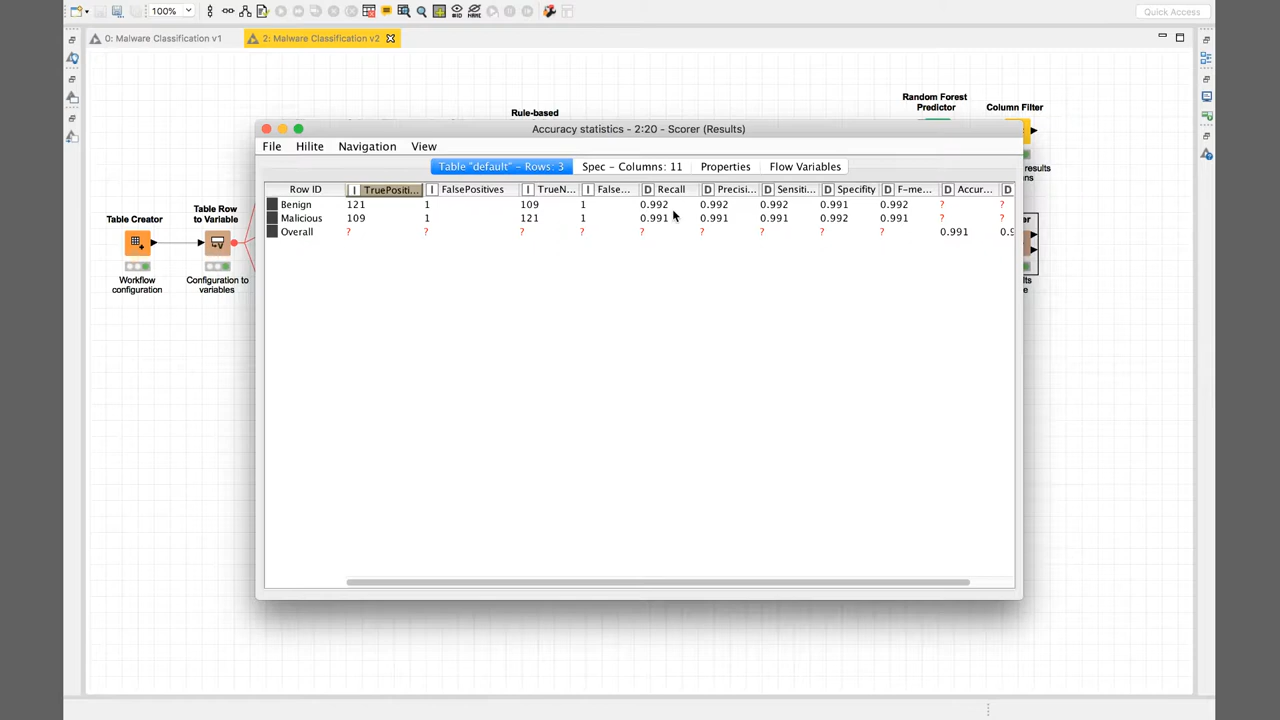 100%
Quick Access
0: Malware Classification v1
2: Malware Classification v2
Random Forest
Predictor
Column Filter
Rule-based
Accuracy statistics - 2:20 - Scorer (Results)
File Hilite Navigation View
Table "default" - Rows: 3 Spec - Columns: 11 Properties Flow Variables
Row ID I TruePositi... I FalsePositives I TrueN... I False... D Recall D Precisi... D Sensiti... D Specifity D F-me... D Accur... D
Benign 121 1 109 1 0.992 0.992 0.992 0.991 0.992 ? ?
Malicious 109 1 121 1 0.991 0.991 0.991 0.992 0.991 ? ?
Overall ? ? ? ? ? ? ? ? ? 0.991 0.9
Table Creator
Workflow
configuration
Table Row
to Variable
Configuration to
variables